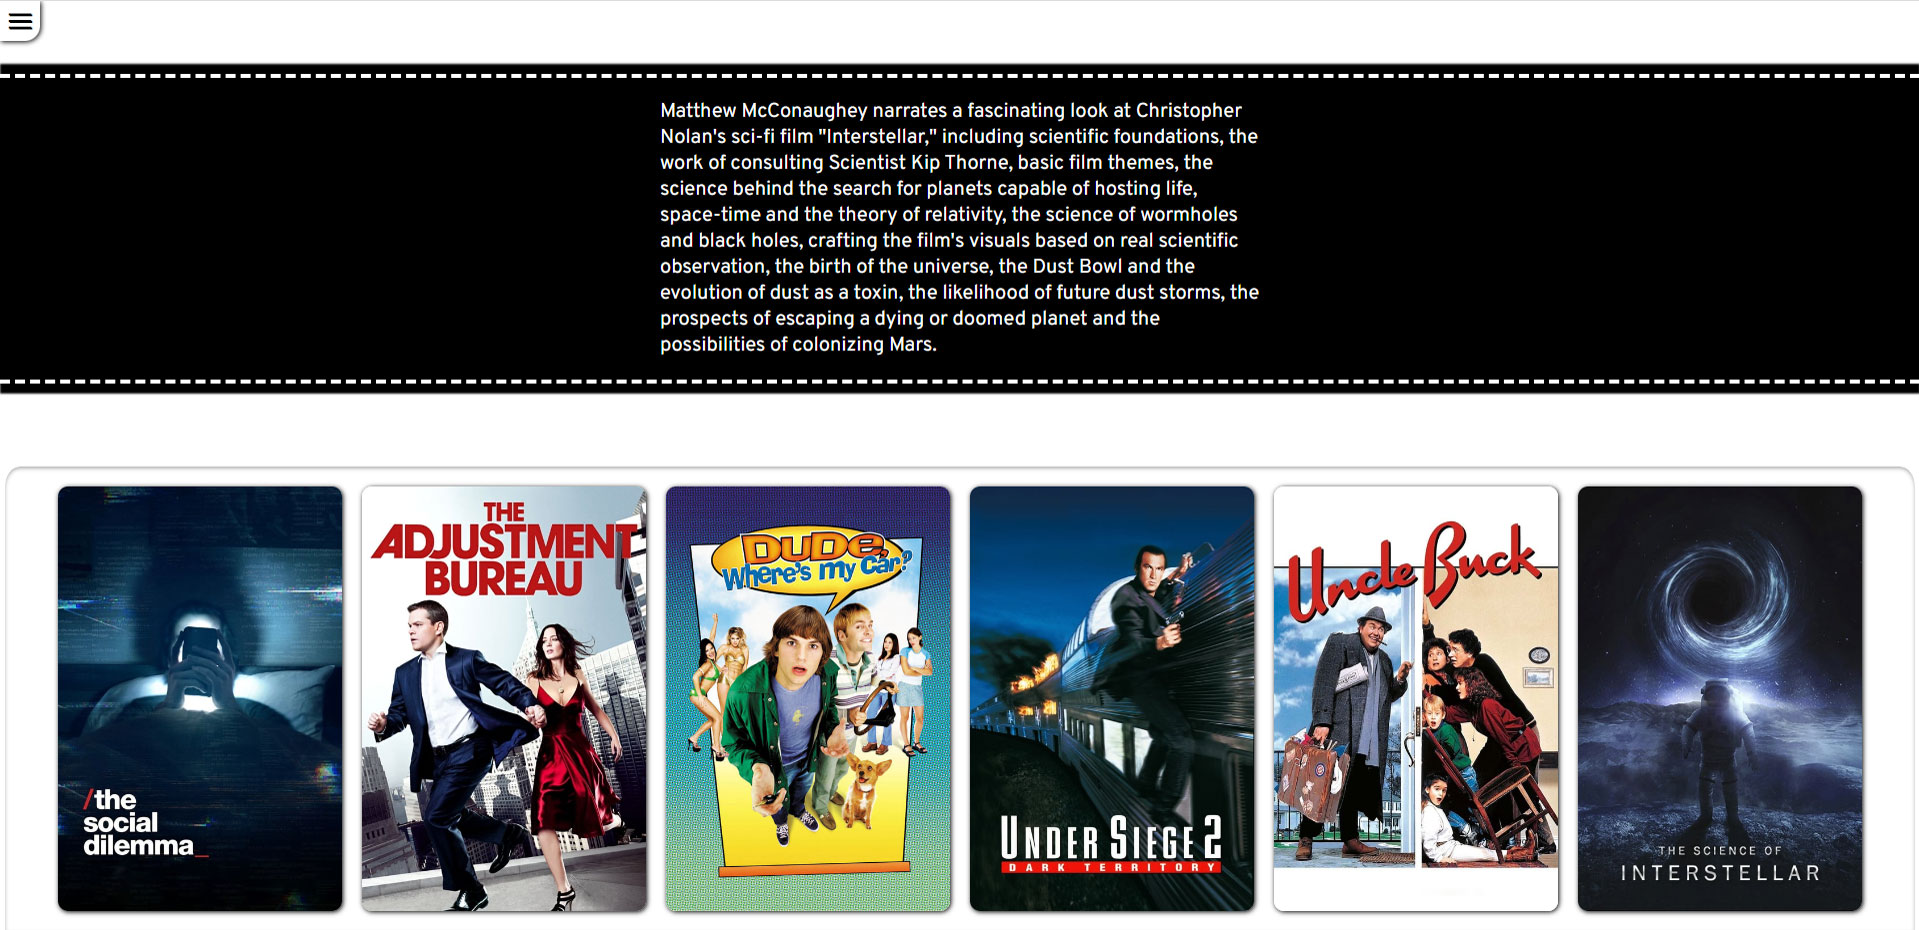 Matthew McConaughey narrates a fascinating look at Christopher
Nolan's sci-fi film "Interstellar," including scientific foundations, the
work of consulting Scientist Kip Thorne, basic film themes, the
science behind the search for planets capable of hosting life,
space-time and the theory of relativity, the science of wormholes
and black holes, crafting the film's visuals based on real scientific
observation, the birth of the universe, the Dust Bowl and the
evolution of dust as a toxin, the likelihood of future dust storms, the
prospects of escaping a dying or doomed planet and the
possibilities of colonizing Mars.
/the
social
dilemma_
THE
ADJUSTMENT
BUREAU
DUDE,
Where's my Car?
UNDER SIEGE 2
DARK TERRITORY
Uncle Buck
THE SCIENCE OF
INTERSTELLAR